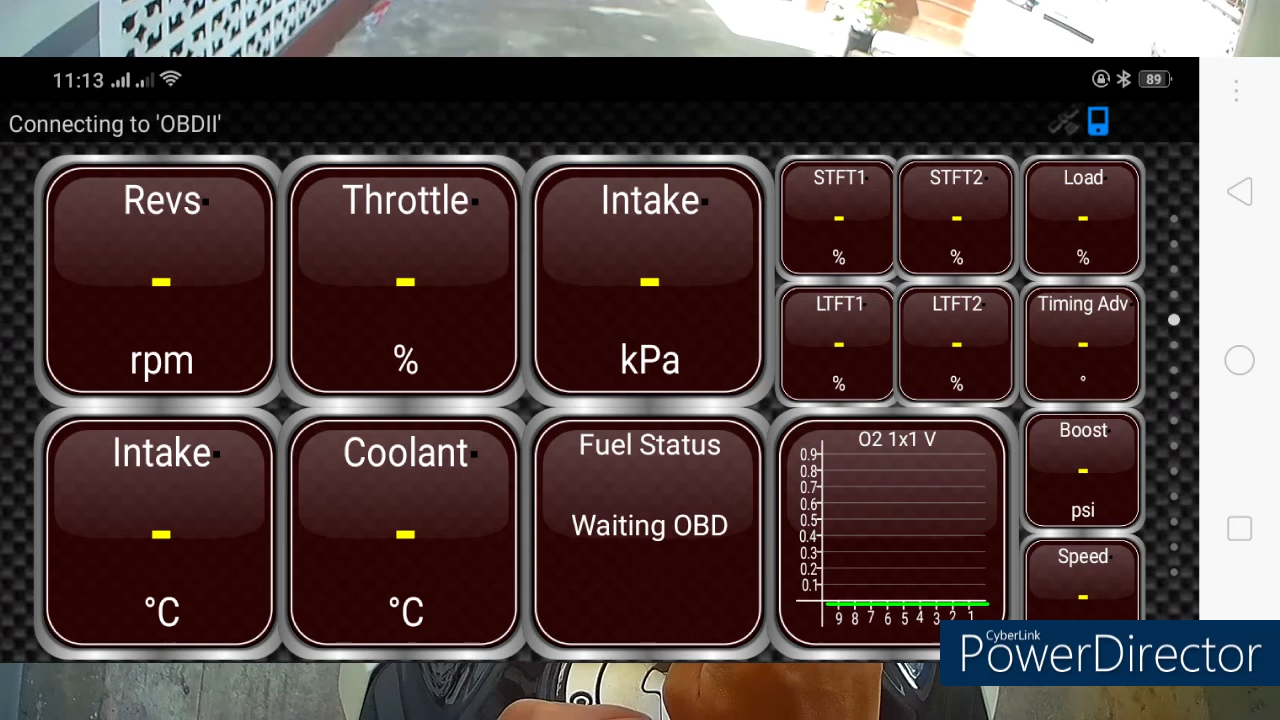 11:13
89
Connecting to 'OBDII'
Revs
-
rpm
Throttle
-
%
Intake
-
kPa
STFT1
-
%
STFT2
-
%
Load
-
%
LTFT1
-
%
LTFT2
-
%
Timing Adv
-
°
Intake
-
°C
Coolant
-
°C
Fuel Status
Waiting OBD
O2 1x1 V
0.9
0.8
0.7
0.6
0.5
0.4
0.3
0.2
0.1
9 8 7 6 5 4 3 2 1
Boost
-
psi
Speed
-
CyberLink
PowerDirector